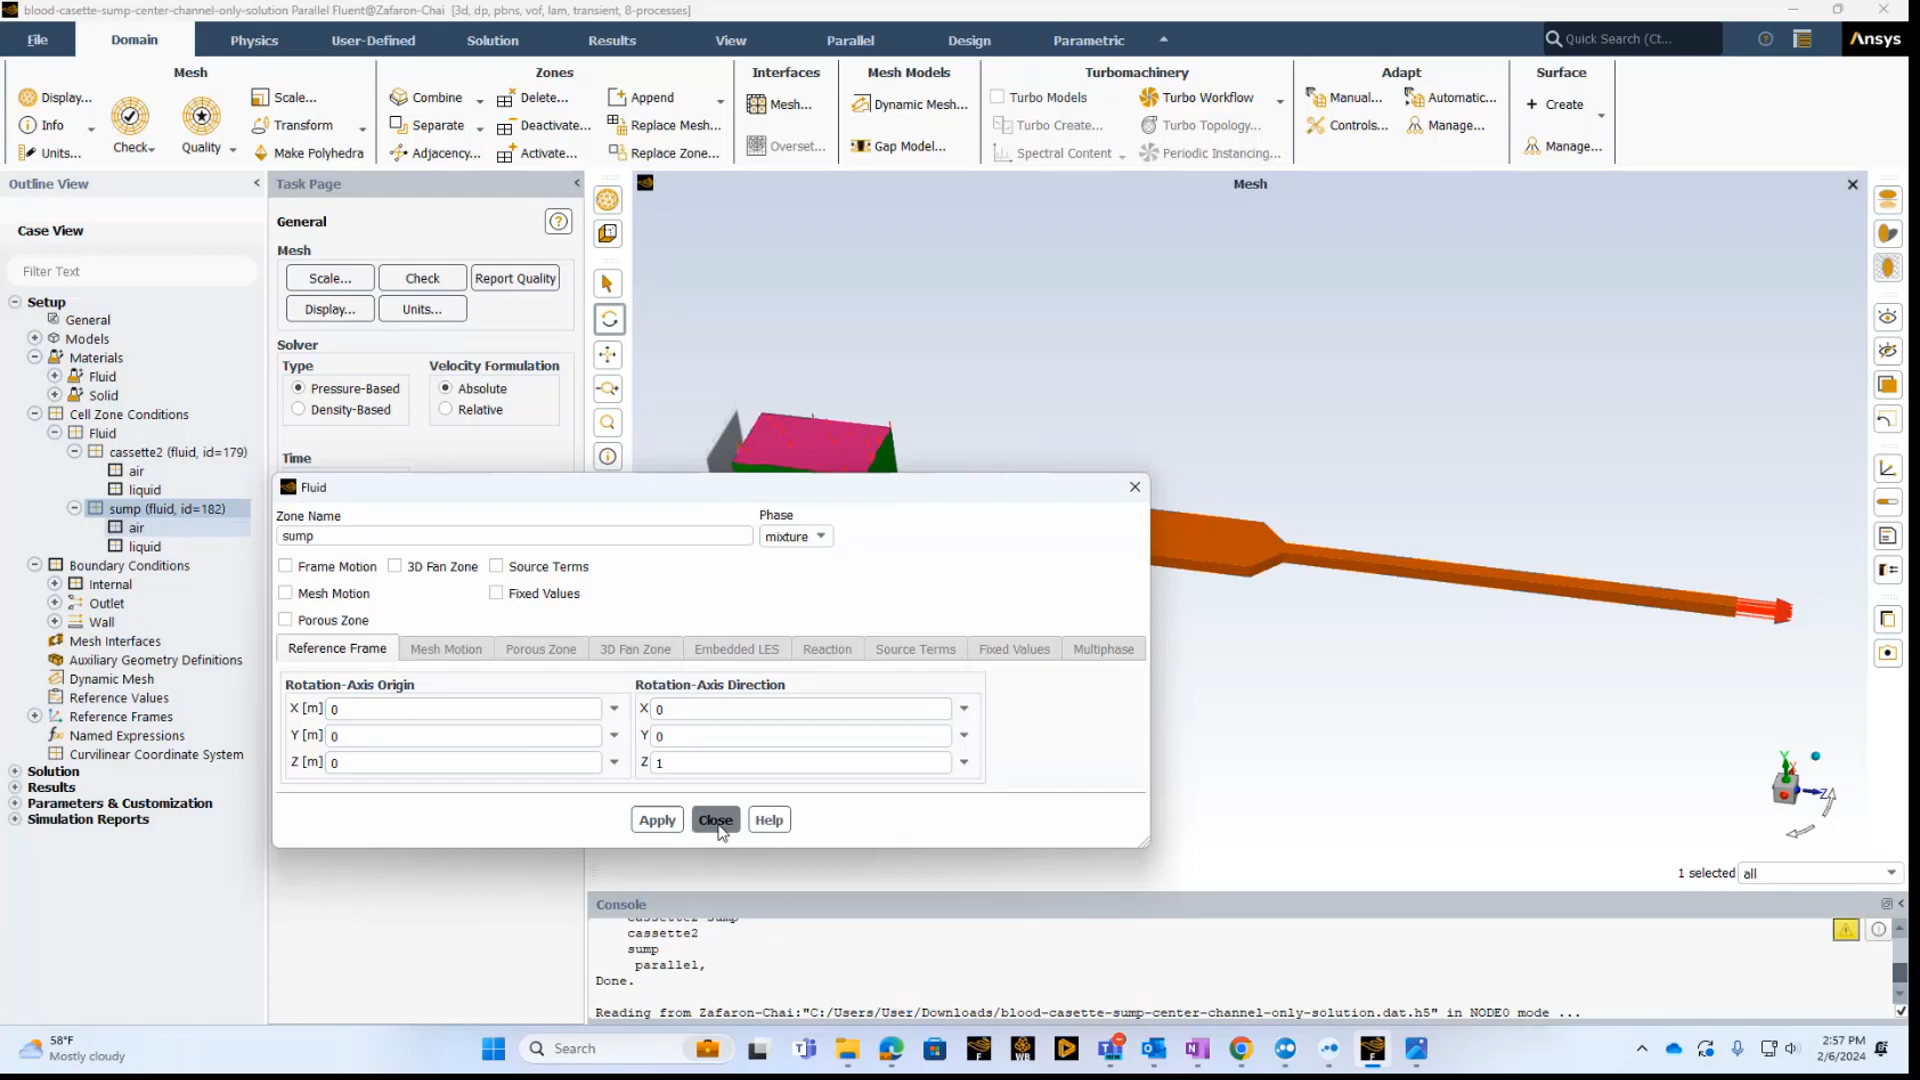 blood-casette-sump-center-channel-only-solution Parallel Fluent@Zafaron-Chai [3d, dp, pbns, vof, lam, transient, 8-processes]
File Domain Physics User-Defined Solution Results View Parallel Design Parametric Quick Search (Ct... Ansys
Mesh Zones Interfaces Mesh Models Turbomachinery Adapt Surface
Display... Scale... Combine Delete... Append Mesh... Dynamic Mesh... Turbo Models Turbo Workflow Manual... Automatic... Create
Info Transform Separate Deactivate... Replace Mesh... Turbo Create... Turbo Topology... Controls... Manage...
Units... Check Quality Make Polyhedra Adjacency... Activate... Replace Zone... Overset... Gap Model... Spectral Content Periodic Instancing... Manage...
Outline View Task Page Mesh
Case View
Filter Text
Setup
General
Models
Materials
Fluid
Solid
Cell Zone Conditions
Fluid
cassette2 (fluid, id=179)
air
liquid
sump (fluid, id=182)
air
liquid
Boundary Conditions
Internal
Outlet
Wall
Mesh Interfaces
Auxiliary Geometry Definitions
Dynamic Mesh
Reference Values
Reference Frames
Named Expressions
Curvilinear Coordinate System
Solution
Results
Parameters & Customization
Simulation Reports
General
Mesh
Scale... Check Report Quality
Display... Units...
Solver
Type Velocity Formulation
Pressure-Based Absolute
Density-Based Relative
Time
Fluid
Zone Name Phase
sump mixture
Frame Motion 3D Fan Zone Source Terms
Mesh Motion Fixed Values
Porous Zone
Reference Frame Mesh Motion Porous Zone 3D Fan Zone Embedded LES Reaction Source Terms Fixed Values Multiphase
Rotation-Axis Origin Rotation-Axis Direction
X [m] 0 X 0
Y [m] 0 Y 0
Z [m] 0 Z 1
Apply Close Help
Y
Z
1 selected all
Console
cassette2 sump
cassette2
sump
parallel,
Done.
Reading from Zafaron-Chai:"C:/Users/User/Downloads/blood-casette-sump-center-channel-only-solution.dat.h5" in NODE0 mode ...
58°F
Mostly cloudy
Search
WB
2:57 PM
2/6/2024